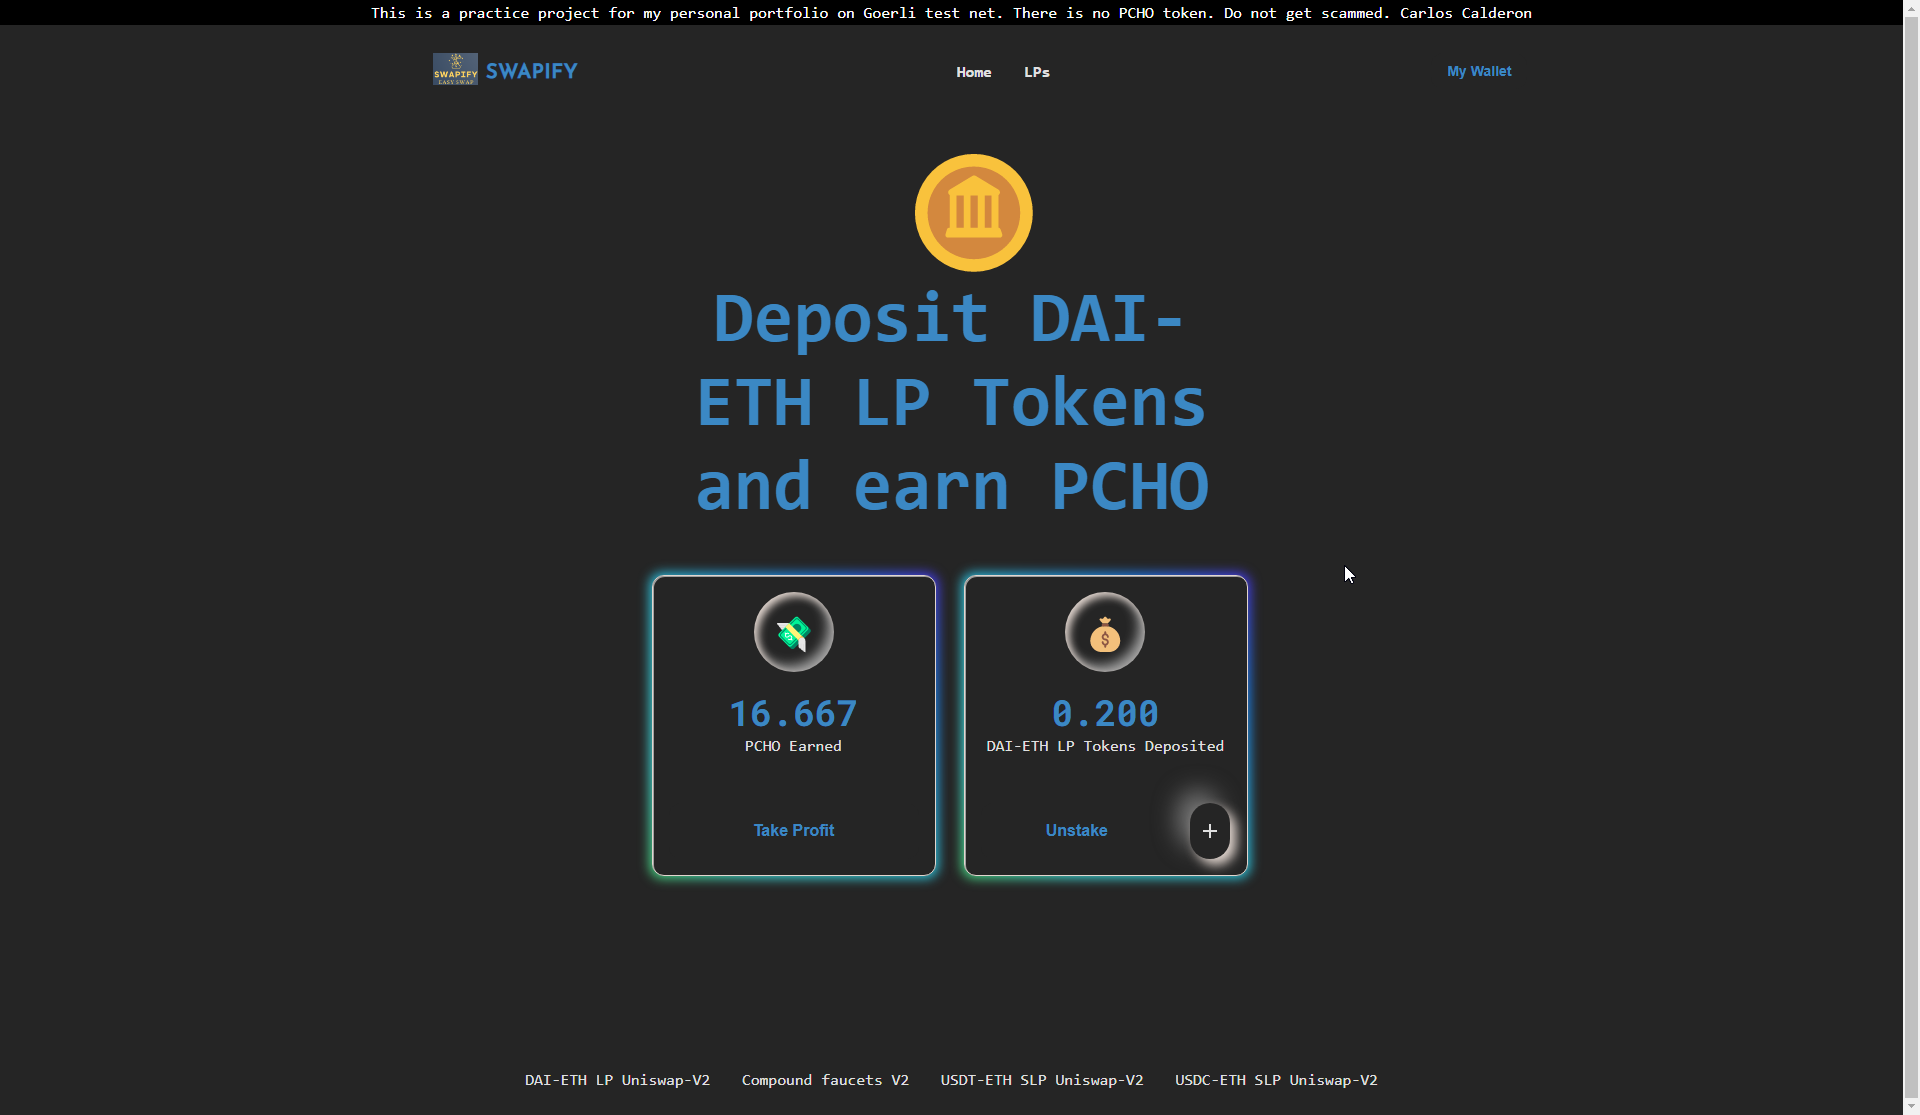 This is a practice project for my personal portfolio on Goerli test net. There is no PCHO token. Do not get scammed. Carlos Calderon
SWAPIFY
EASY SWAP
SWAPIFY
Home
LPs
My Wallet
Deposit DAI-
ETH LP Tokens
and earn PCHO
16.667
PCHO Earned
Take Profit
0.200
DAI-ETH LP Tokens Deposited
Unstake
+
DAI-ETH LP Uniswap-V2
Compound faucets V2
USDT-ETH SLP Uniswap-V2
USDC-ETH SLP Uniswap-V2